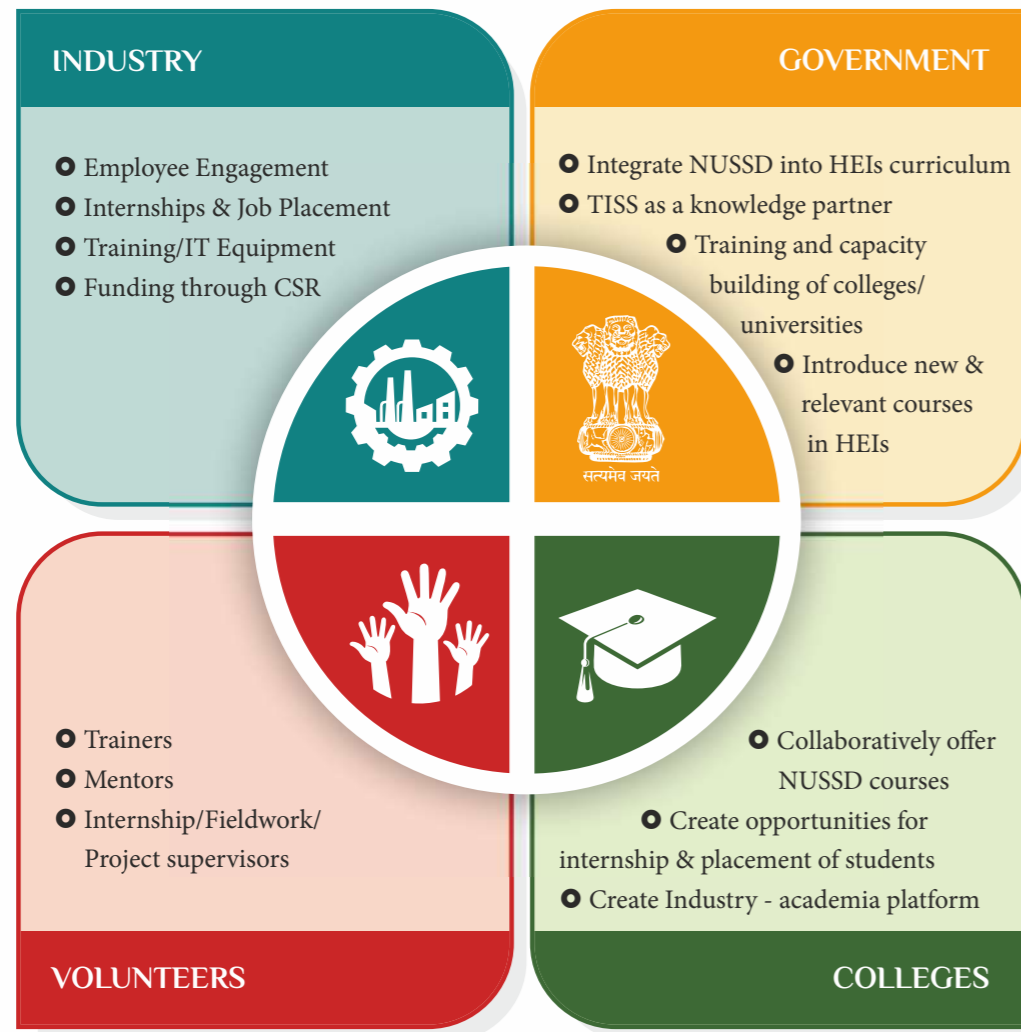 INDUSTRY
Employee Engagement
Internships & Job Placement
Training/IT Equipment
Funding through CSR
GOVERNMENT
Integrate NUSSD into HEIs curriculum
TISS as a knowledge partner
Training and capacity
building of colleges/
universities
Introduce new &
relevant courses
in HEIs
सत्यमेव जयते
Trainers
Mentors
Internship/Fieldwork/
Project supervisors
VOLUNTEERS
Collaboratively offer
NUSSD courses
Create opportunities for
internship & placement of students
Create Industry - academia platform
COLLEGES